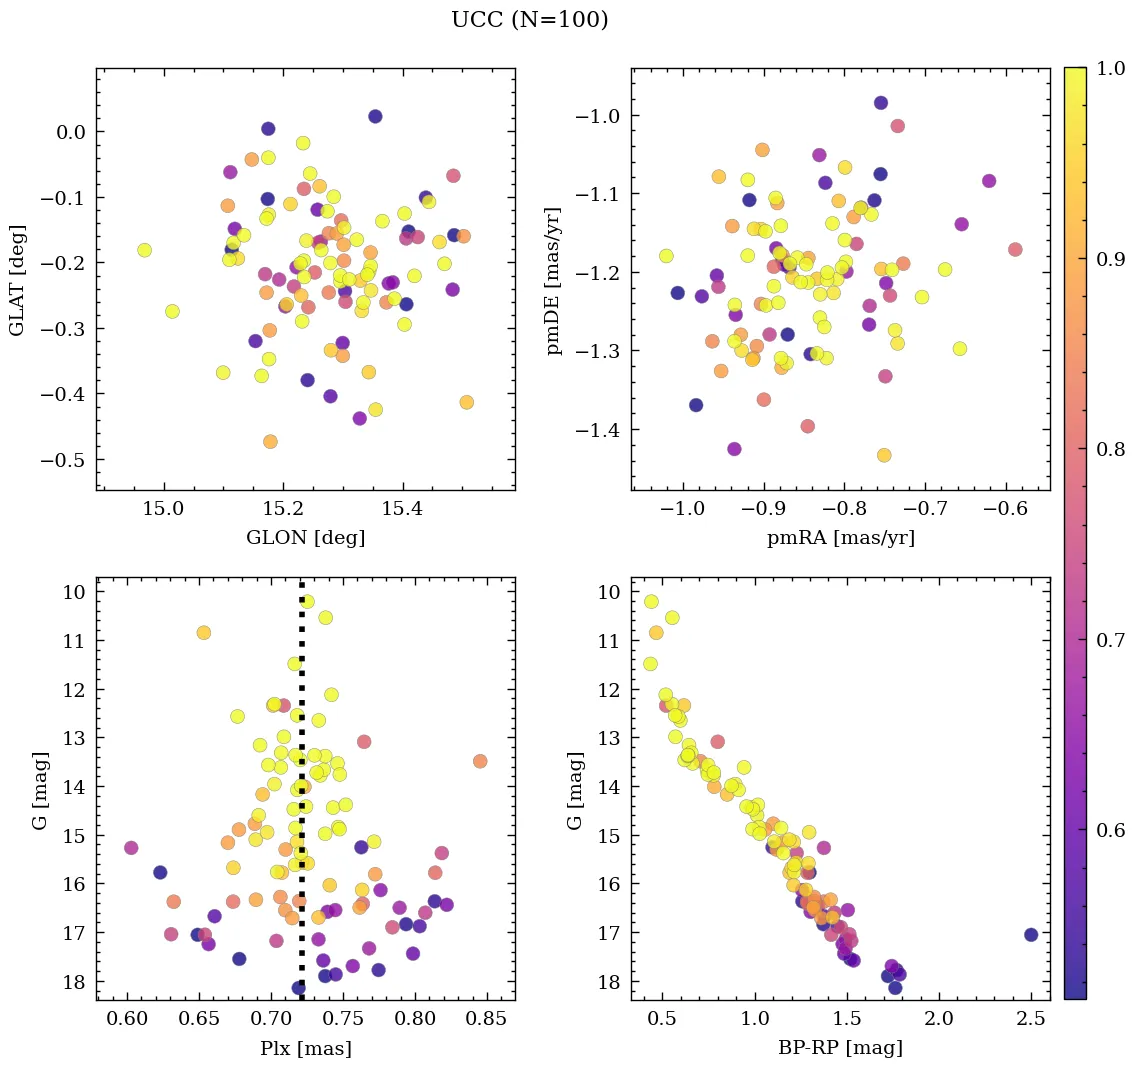 UCC (N=100)
0.0
−0.1
−0.2
−0.3
−0.4
−0.5
GLAT [deg]
15.0 15.2 15.4
GLON [deg]
−1.0
−1.1
−1.2
−1.3
−1.4
pmDE [mas/yr]
−1.0 −0.9 −0.8 −0.7 −0.6
pmRA [mas/yr]
1.0
0.9
0.8
0.7
0.6
10
11
12
13
14
15
16
17
18
G [mag]
0.60 0.65 0.70 0.75 0.80 0.85
Plx [mas]
10
11
12
13
14
15
16
17
18
G [mag]
0.5 1.0 1.5 2.0 2.5
BP-RP [mag]